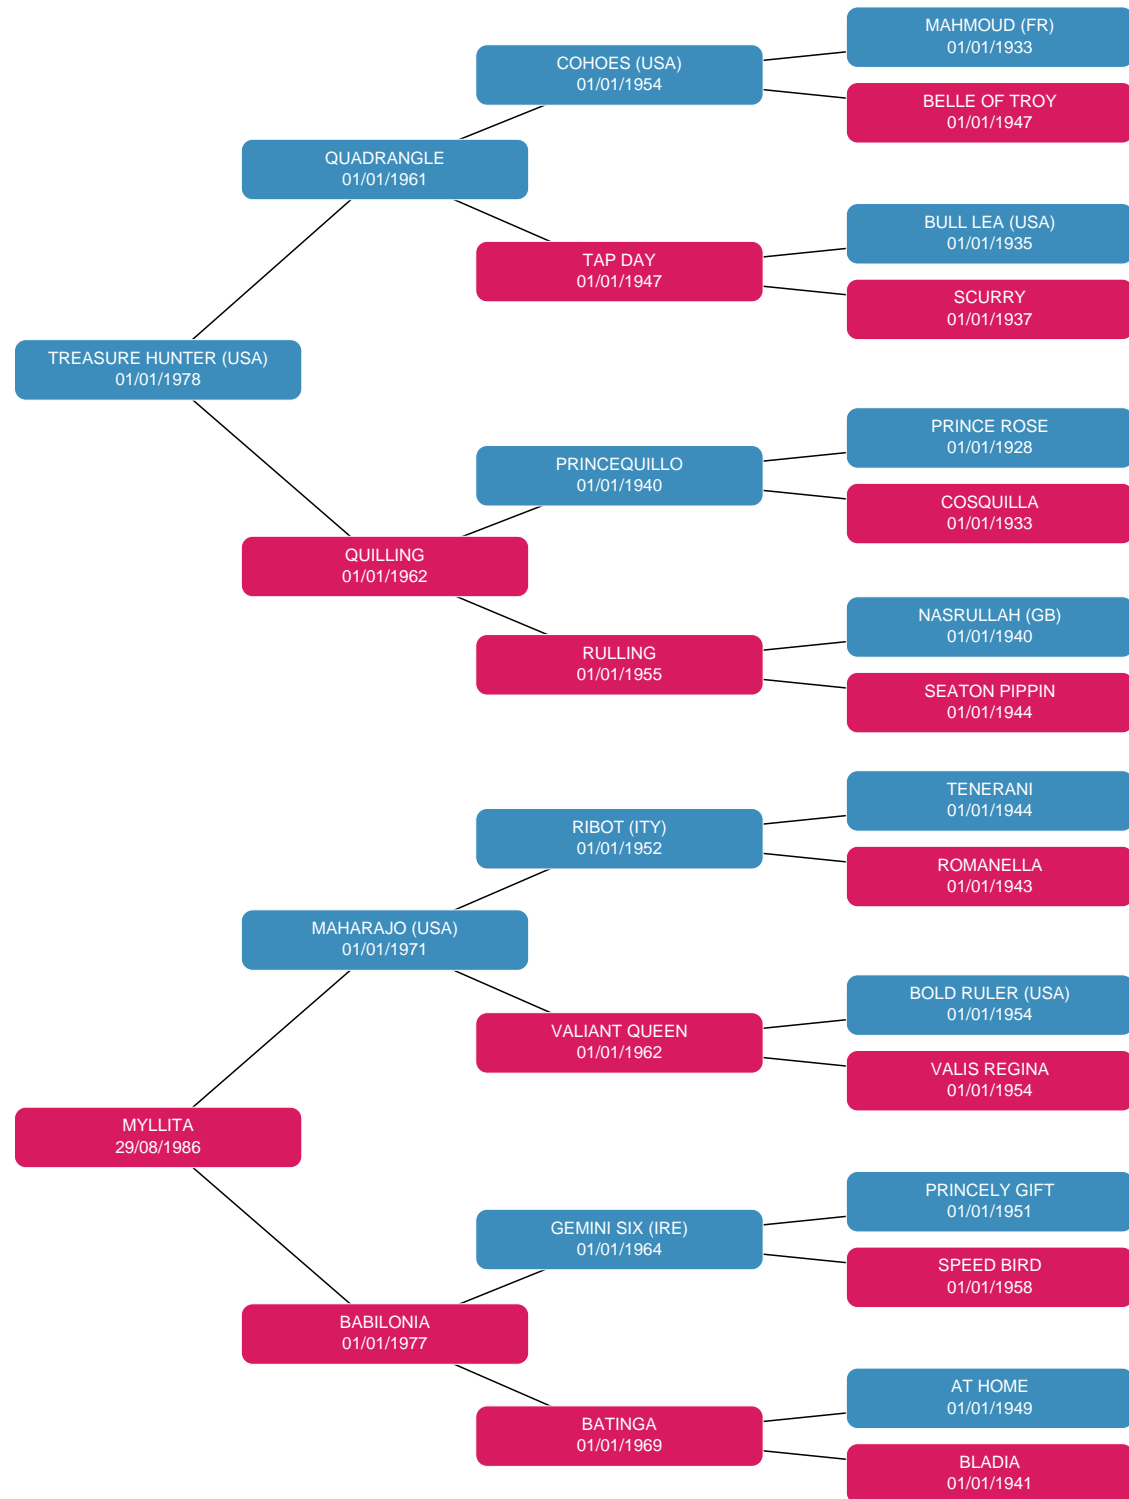 MAHMOUD (FR)
01/01/1933
COHOES (USA)
01/01/1954
BELLE OF TROY
01/01/1947
QUADRANGLE
01/01/1961
BULL LEA (USA)
01/01/1935
TAP DAY
01/01/1947
SCURRY
01/01/1937
TREASURE HUNTER (USA)
01/01/1978
PRINCE ROSE
01/01/1928
PRINCEQUILLO
01/01/1940
COSQUILLA
01/01/1933
QUILLING
01/01/1962
NASRULLAH (GB)
01/01/1940
RULLING
01/01/1955
SEATON PIPPIN
01/01/1944
TENERANI
01/01/1944
RIBOT (ITY)
01/01/1952
ROMANELLA
01/01/1943
MAHARAJO (USA)
01/01/1971
BOLD RULER (USA)
01/01/1954
VALIANT QUEEN
01/01/1962
VALIS REGINA
01/01/1954
MYLLITA
29/08/1986
PRINCELY GIFT
01/01/1951
GEMINI SIX (IRE)
01/01/1964
SPEED BIRD
01/01/1958
BABILONIA
01/01/1977
AT HOME
01/01/1949
BATINGA
01/01/1969
BLADIA
01/01/1941